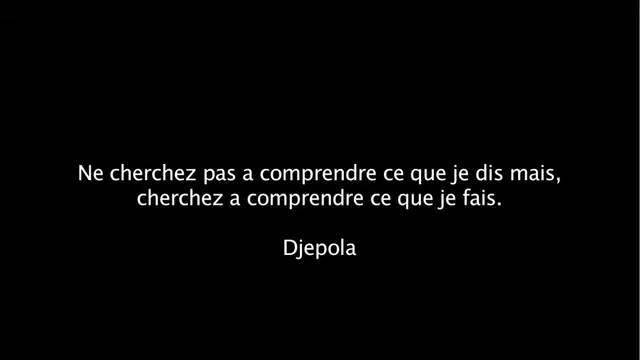 Ne cherchez pas a comprendre ce que je dis mais,
cherchez a comprendre ce que je fais.
Djepola